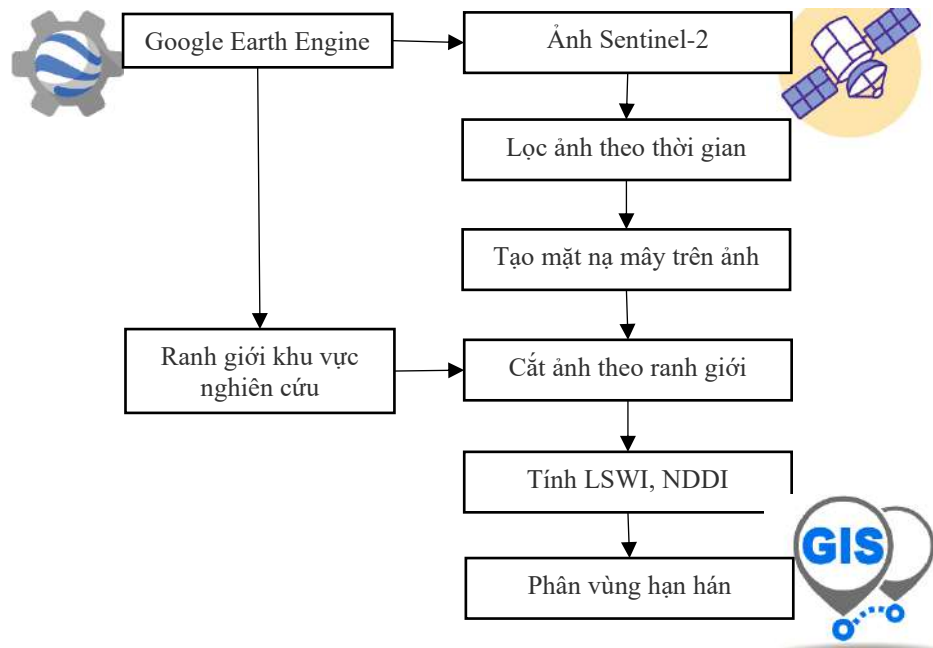 Google Earth Engine
Ảnh Sentinel-2
Lọc ảnh theo thời gian
Tạo mặt nạ mây trên ảnh
Ranh giới khu vực
nghiên cứu
Cắt ảnh theo ranh giới
Tính LSWI, NDDI
GIS
Phân vùng hạn hán